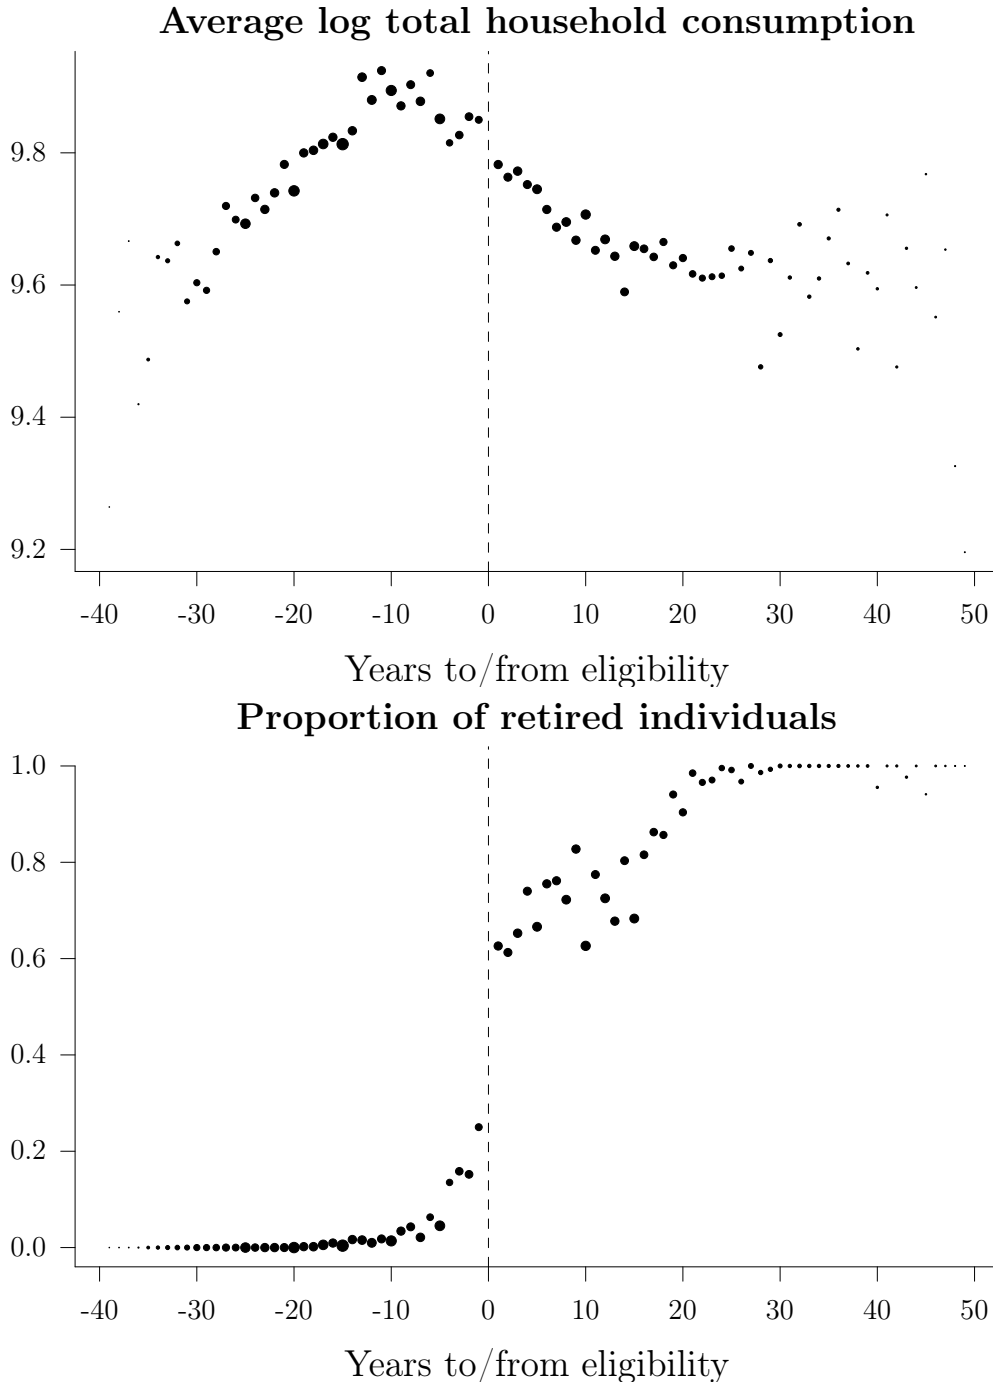 Average log total household consumption
9.8
9.6
9.4
9.2
-40 -30 -20 -10 0 10 20 30 40 50
Years to/from eligibility
Proportion of retired individuals
1.0
0.8
0.6
0.4
0.2
0.0
-40 -30 -20 -10 0 10 20 30 40 50
Years to/from eligibility